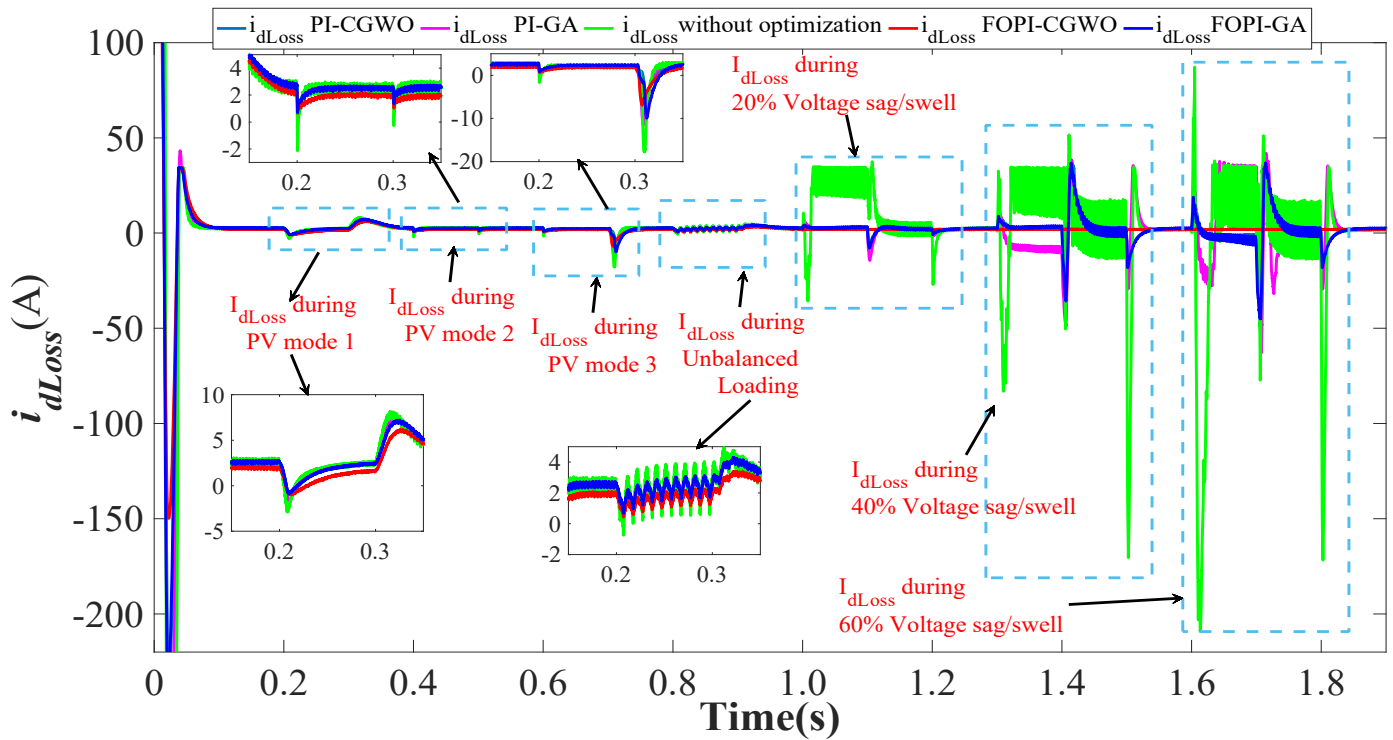 i_dLoss PI-CGWO i_dLoss PI-GA i_dLoss without optimization i_dLoss FOPI-CGWO i_dLoss FOPI-GA
100
50
0
-50
-100
-150
-200
i_dLoss(A)
0 0.2 0.4 0.6 0.8 1.0 1.2 1.4 1.6 1.8
Time(s)
4
2
0
-2
0.2 0.3
0
-10
-20
0.2 0.3
I_dLoss during
20% Voltage sag/swell
I_dLoss during
PV mode 1
I_dLoss during
PV mode 2
I_dLoss during
PV mode 3
I_dLoss during
Unbalanced
Loading
10
5
0
-5
0.2 0.3
4
2
0
-2
0.2 0.3
I_dLoss during
40% Voltage sag/swell
I_dLoss during
60% Voltage sag/swell